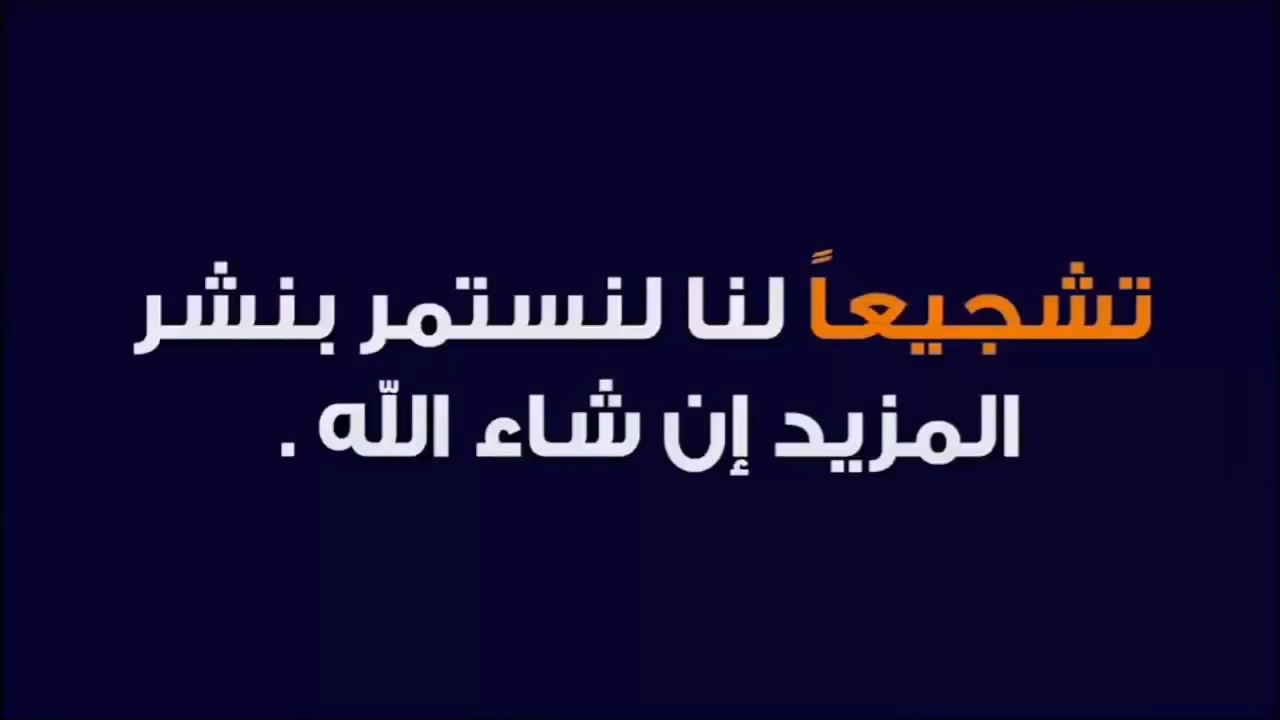 تشجيعاً لنا لنستمر بنشر
المزيد إن شاء اللّه .